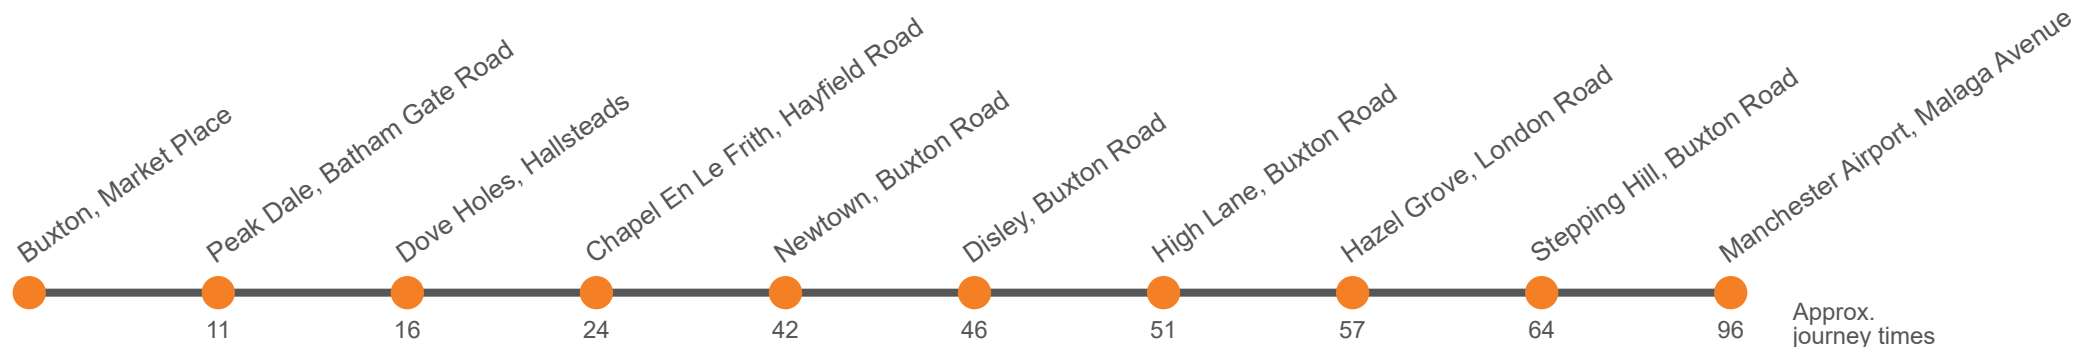 Buxton, Market Place
Peak Dale, Batham Gate Road
Dove Holes, Hallsteads
Chapel En Le Frith, Hayfield Road
Newtown, Buxton Road
Disley, Buxton Road
High Lane, Buxton Road
Hazel Grove, London Road
Stepping Hill, Buxton Road
Manchester Airport, Malaga Avenue
11 16 24 42 46 51 57 64 96
Approx.
journey times